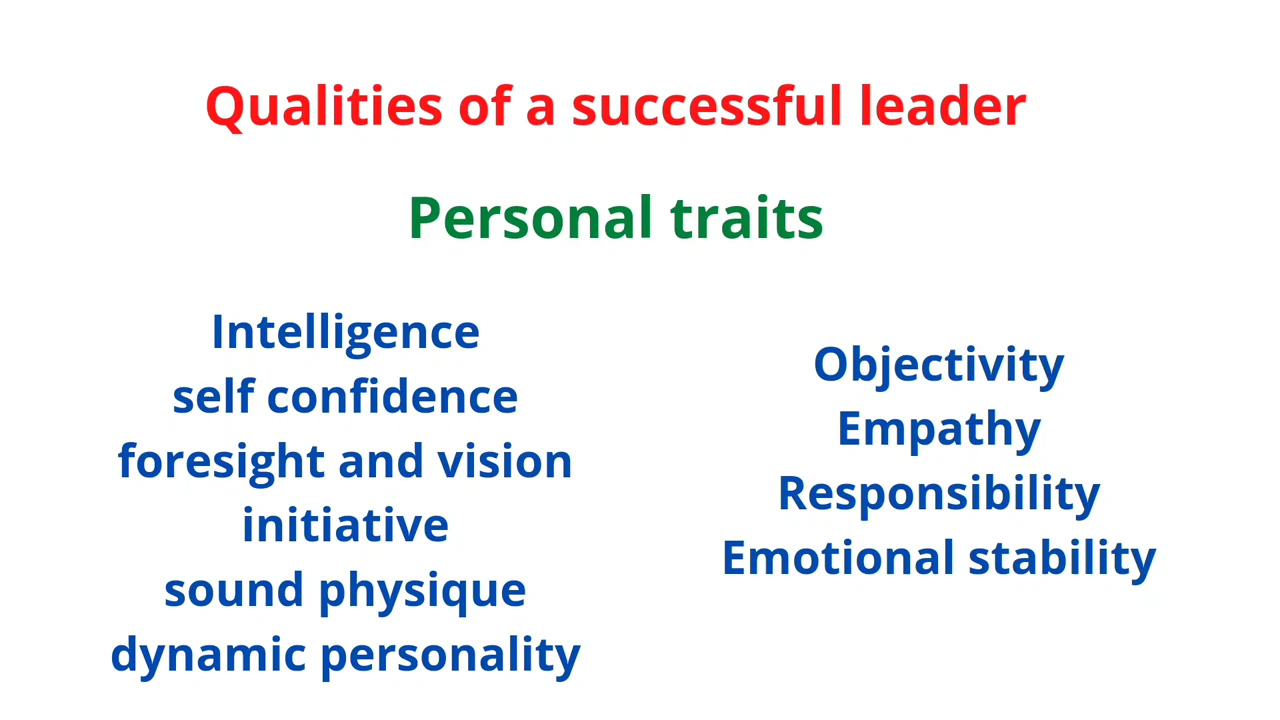 Qualities of a successful leader
Personal traits
Intelligence
self confidence
foresight and vision
initiative
sound physique
dynamic personality
Objectivity
Empathy
Responsibility
Emotional stability